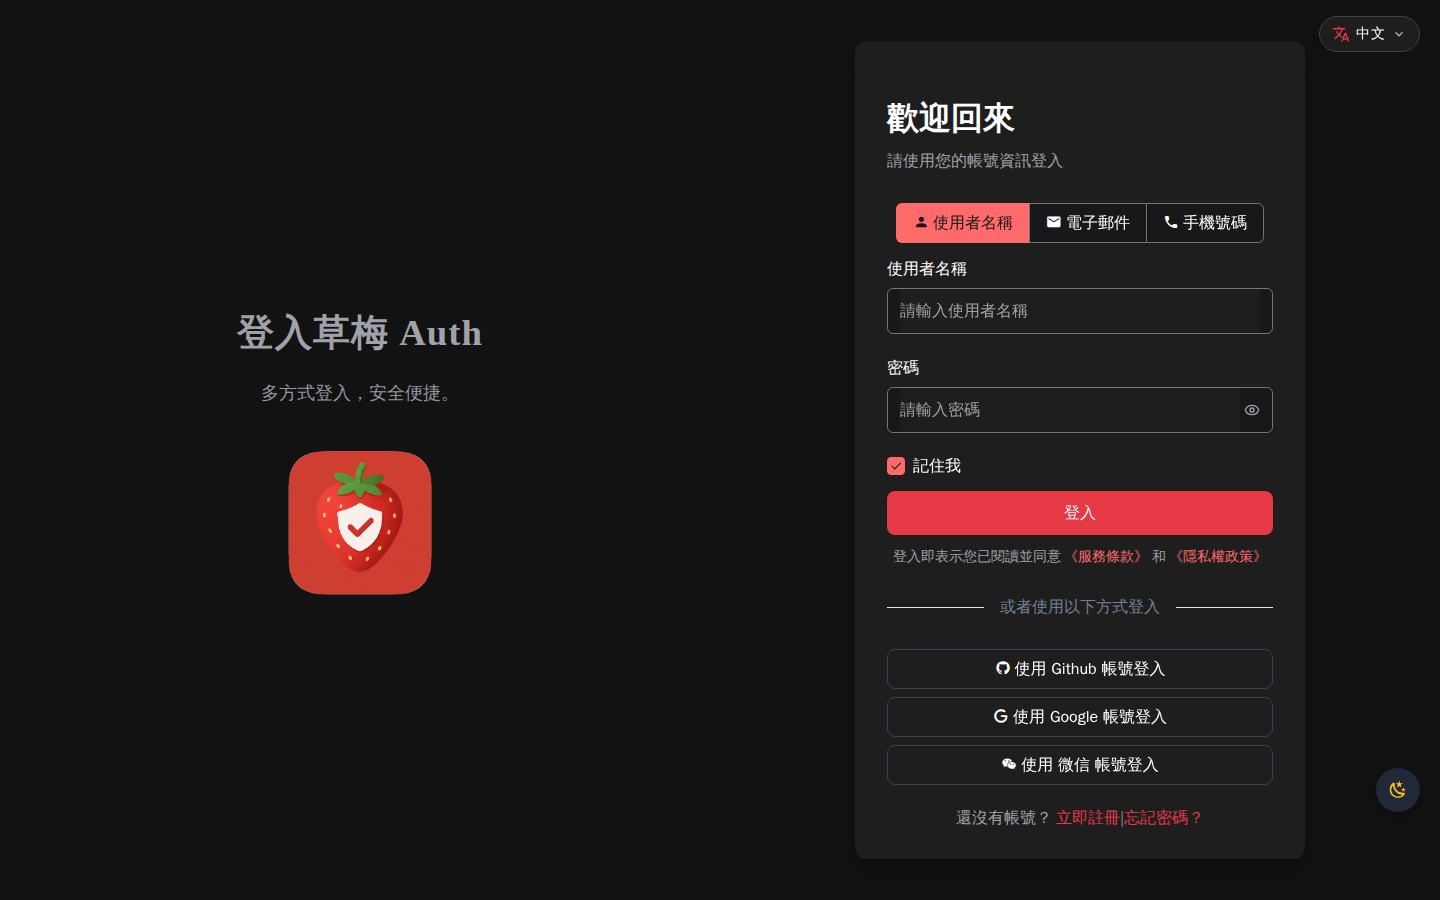 中文
登入草梅 Auth
多方式登入，安全便捷。
歡迎回來
請使用您的帳號資訊登入
使用者名稱 電子郵件 手機號碼
使用者名稱
請輸入使用者名稱
密碼
請輸入密碼
記住我
登入
登入即表示您已閱讀並同意 《服務條款》 和 《隱私權政策》
或者使用以下方式登入
使用 Github 帳號登入
使用 Google 帳號登入
使用 微信 帳號登入
還沒有帳號？ 立即註冊|忘記密碼？